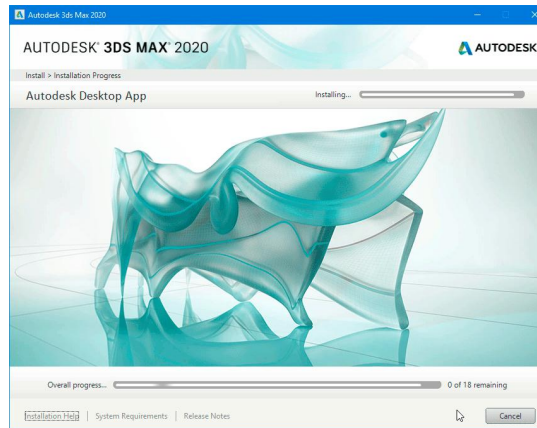 Autodesk 3ds Max 2020
AUTODESK® 3DS MAX® 2020
AUTODESK
Install > Installation Progress
Autodesk Desktop App
Installing...
Overall progress...
0 of 18 remaining
Installation Help | System Requirements | Release Notes
Cancel